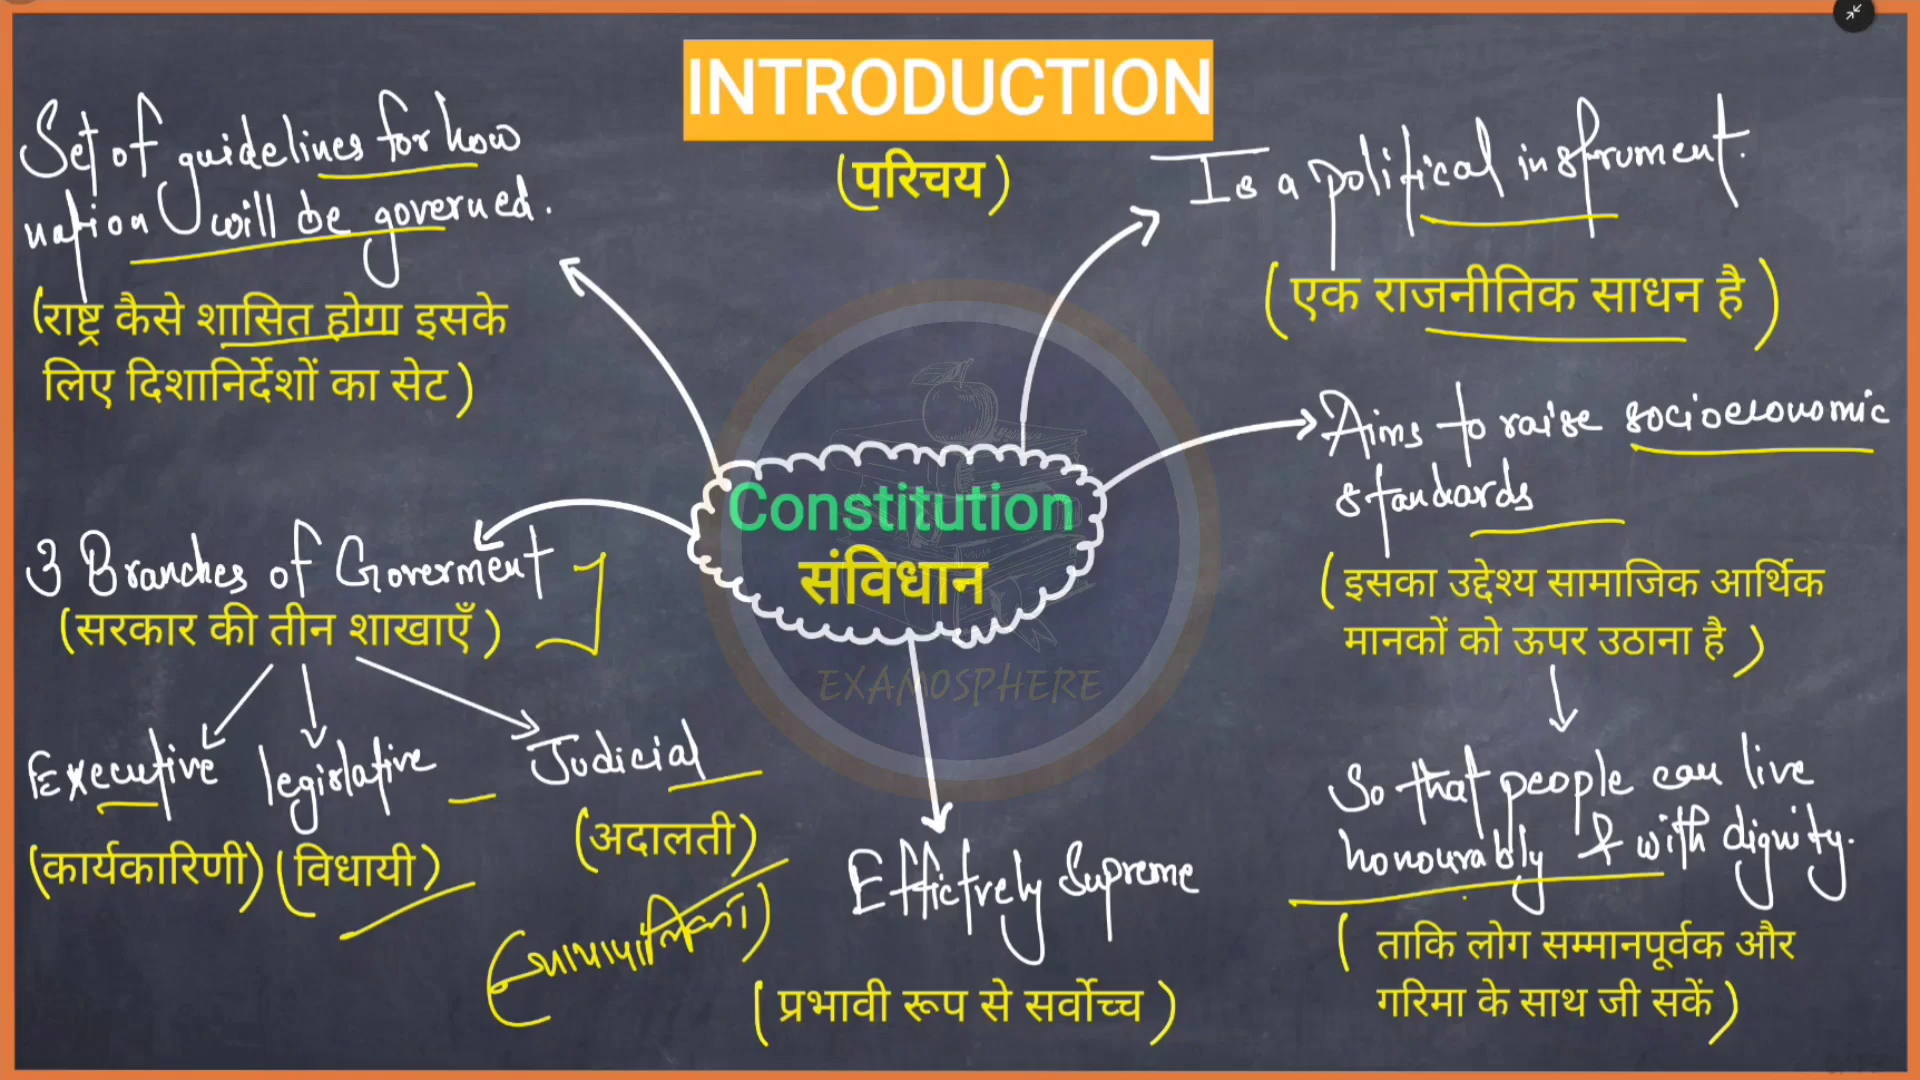 INTRODUCTION
(परिचय)
Set of guidelines for how
nation will be governed.
(राष्ट्र कैसे शासित होगा इसके
लिए दिशानिर्देशों का सेट)
Is a political instrument.
(एक राजनीतिक साधन है)
Aims to raise socioeconomic
standards
(इसका उद्देश्य सामाजिक आर्थिक
मानकों को ऊपर उठाना है)
So that people can live
honourably & with dignity.
(ताकि लोग सम्मानपूर्वक और
गरिमा के साथ जी सकें)
Constitution
संविधान
EXAMOSPHERE
3 Branches of Goverment
(सरकार की तीन शाखाएँ)
Executive legislative Judicial
(कार्यकारिणी) (विधायी) (अदालती)
(न्यायपालिका)
Effictively Supreme
(प्रभावी रूप से सर्वोच्च)